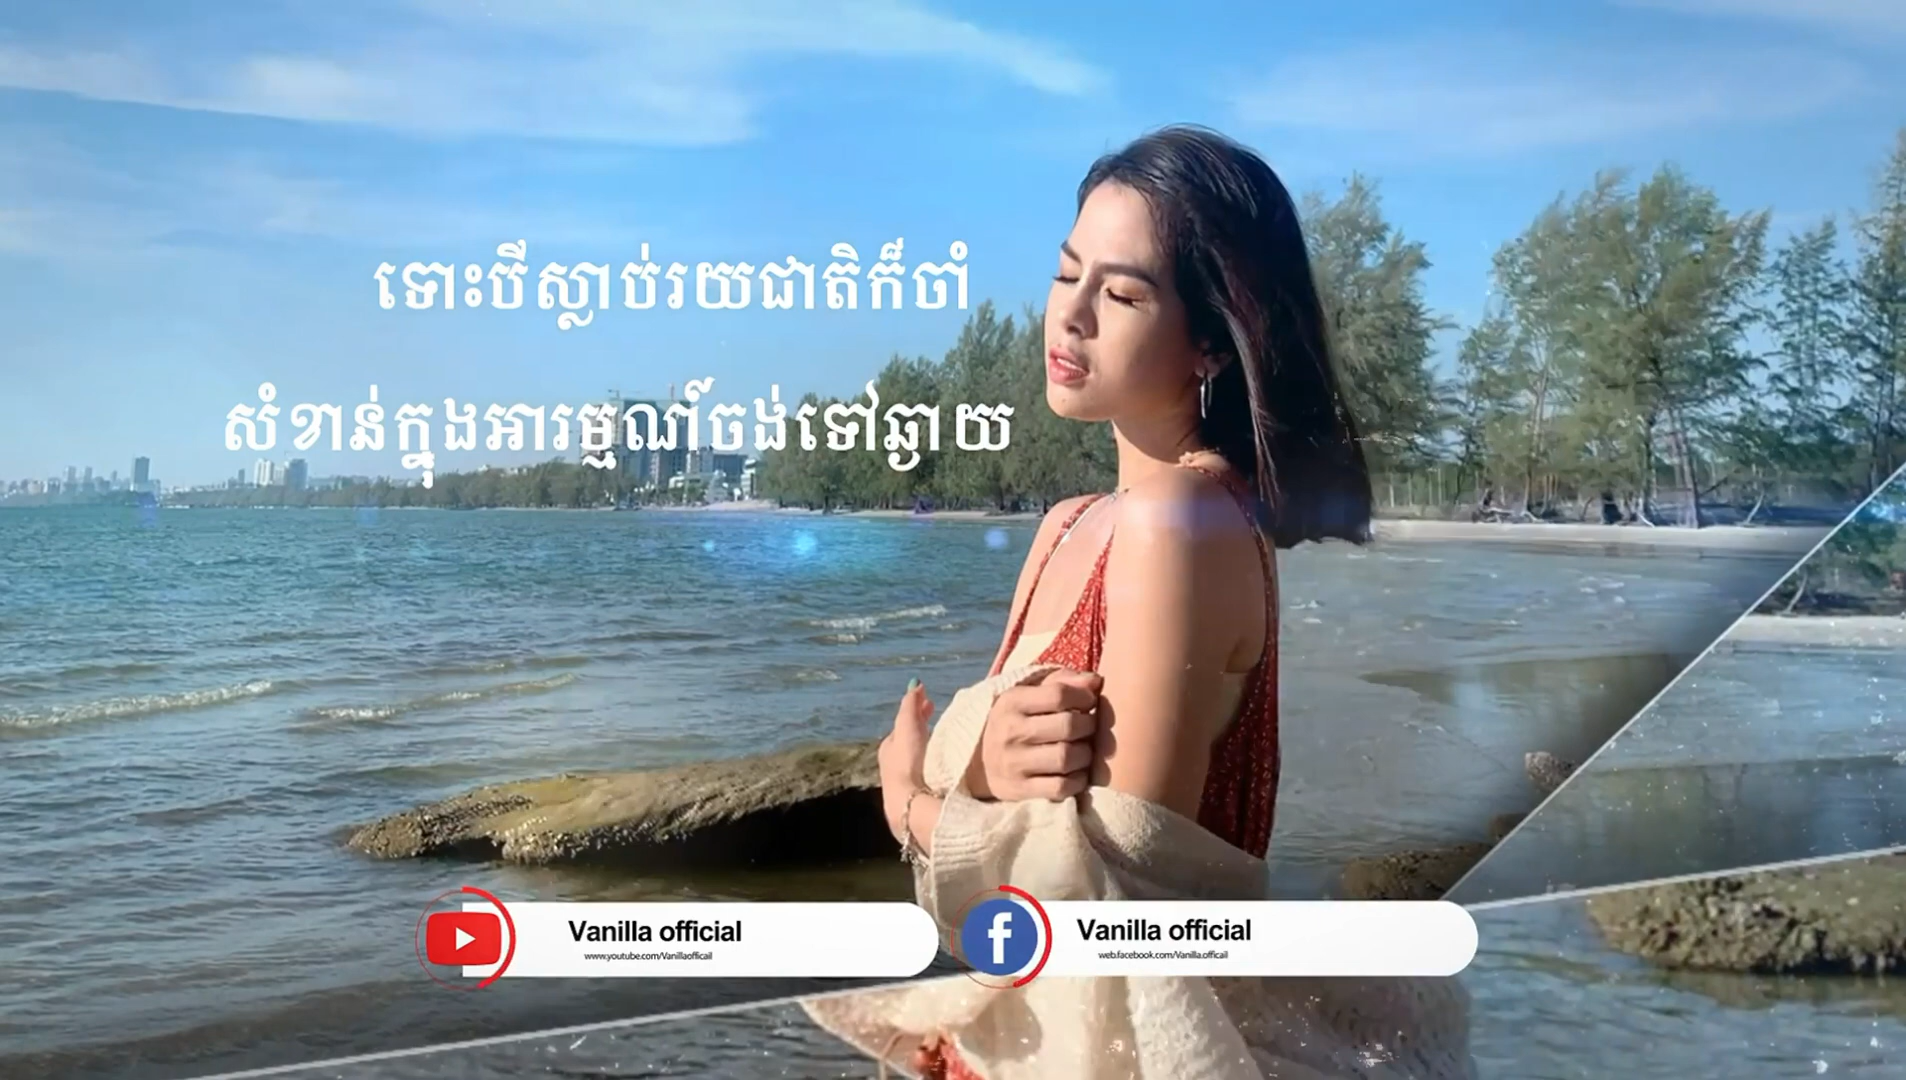 ទោះបីស្លាប់រយជាតិក៏ចាំ
សំខាន់ក្នុងអារម្មណ៍ចង់ទៅឆ្ងាយ
Vanilla official
www.youtube.com/Vanillaofficail
Vanilla official
web.facebook.com/Vanilla.officail